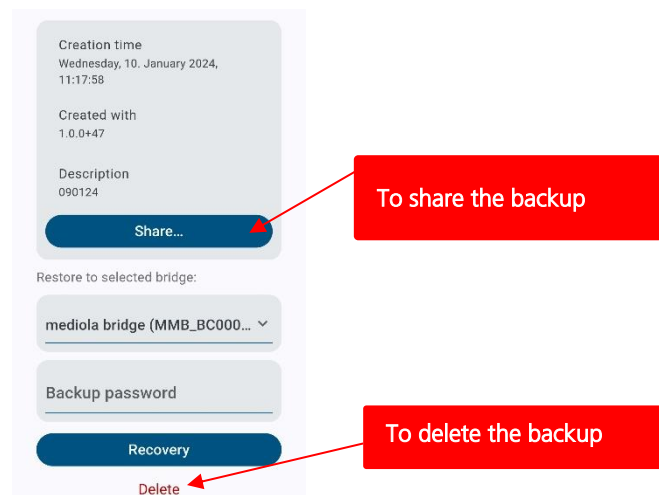 Creation time
Wednesday, 10. January 2024,
11:17:58
Created with
1.0.0+47
Description
090124
Share...
To share the backup
Restore to selected bridge:
mediola bridge (MMB_BC000...
Backup password
Recovery
To delete the backup
Delete